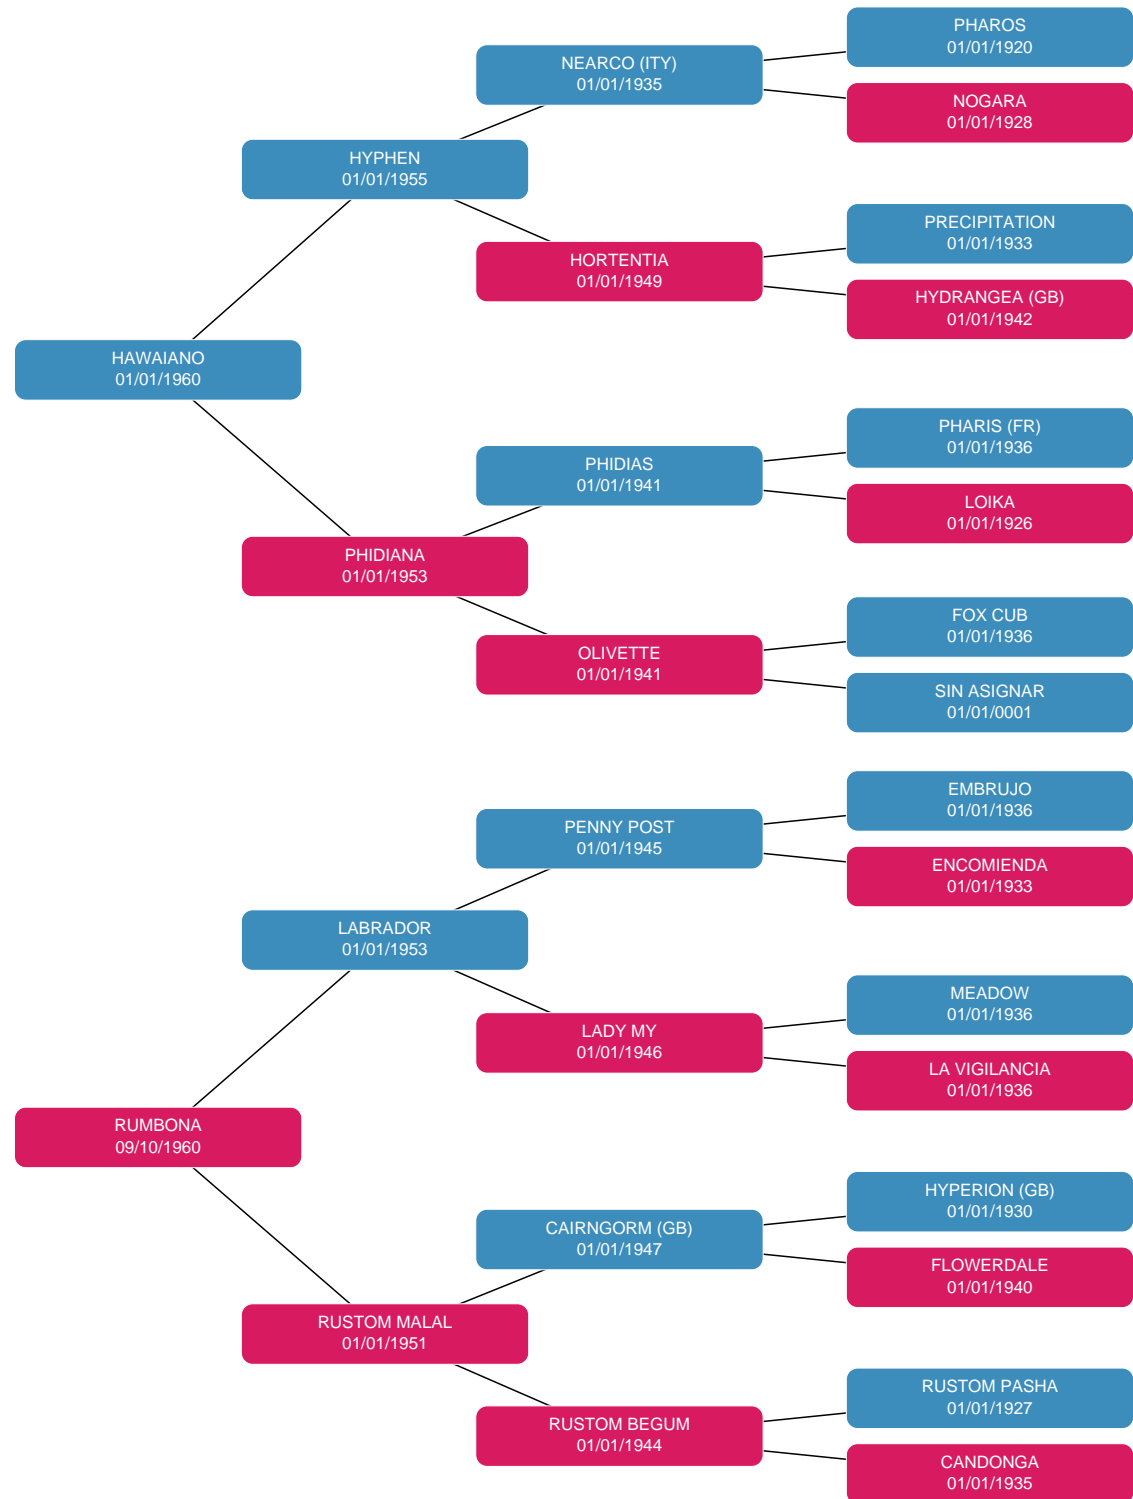 PHAROS
01/01/1920
NEARCO (ITY)
01/01/1935
NOGARA
01/01/1928
HYPHEN
01/01/1955
PRECIPITATION
01/01/1933
HORTENTIA
01/01/1949
HYDRANGEA (GB)
01/01/1942
HAWAIANO
01/01/1960
PHARIS (FR)
01/01/1936
PHIDIAS
01/01/1941
LOIKA
01/01/1926
PHIDIANA
01/01/1953
FOX CUB
01/01/1936
OLIVETTE
01/01/1941
SIN ASIGNAR
01/01/0001
EMBRUJO
01/01/1936
PENNY POST
01/01/1945
ENCOMIENDA
01/01/1933
LABRADOR
01/01/1953
MEADOW
01/01/1936
LADY MY
01/01/1946
LA VIGILANCIA
01/01/1936
RUMBONA
09/10/1960
HYPERION (GB)
01/01/1930
CAIRNGORM (GB)
01/01/1947
FLOWERDALE
01/01/1940
RUSTOM MALAL
01/01/1951
RUSTOM PASHA
01/01/1927
RUSTOM BEGUM
01/01/1944
CANDONGA
01/01/1935